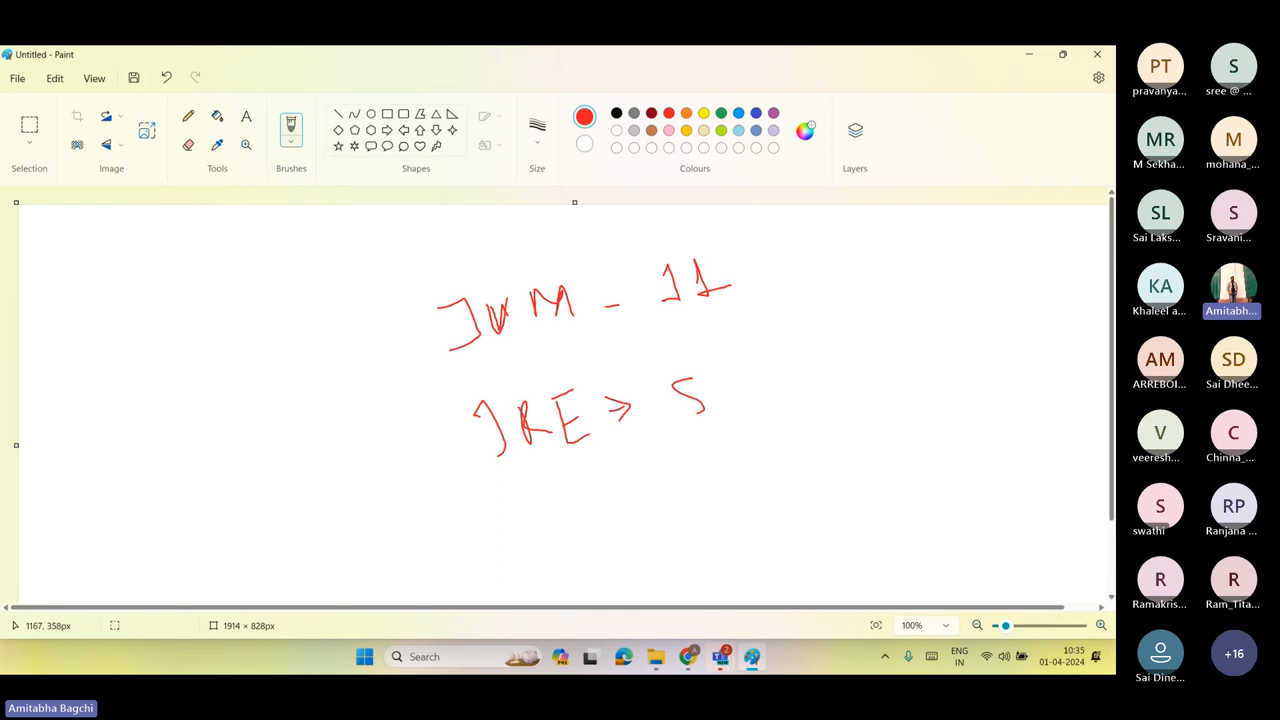 Untitled - Paint
File Edit View
Selection
Image
Tools
Brushes
Shapes
Size
Colours
Layers
JVM - 11
JRE >
1167, 358px
1914 × 828px
100%
Search
PRE
2
NEW
A
ENG
IN
10:35
01-04-2024
PT
pravanya...
S
sree @ ...
MR
M Sekha...
M
mohana_...
SL
Sai Laks...
S
Sravani...
KA
Khaleel a...
Amitabh...
AM
ARREBOI...
SD
Sai Dhee...
V
veeresh...
C
Chinna_...
S
swathi
RP
Ranjana ...
R
Ramakris...
R
Ram_Tita...
Sai Dine...
+16
Amitabha Bagchi